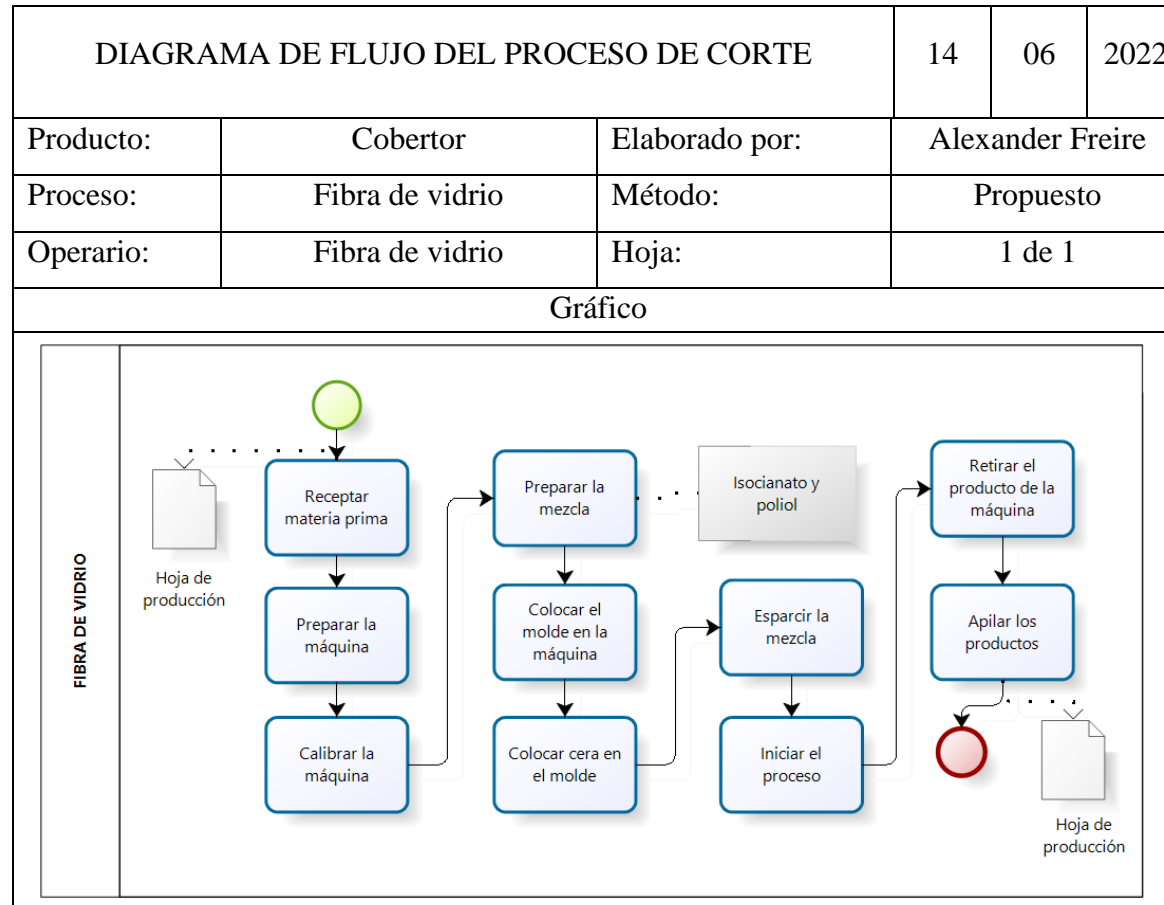 DIAGRAMA DE FLUJO DEL PROCESO DE CORTE 14 06 2022
Producto: Cobertor Elaborado por: Alexander Freire
Proceso: Fibra de vidrio Método: Propuesto
Operario: Fibra de vidrio Hoja: 1 de 1
Gráfico
FIBRA DE VIDRIO
Hoja de
producción
Receptar
materia prima
Preparar la
máquina
Calibrar la
máquina
Preparar la
mezcla
Isocianato y
poliol
Colocar el
molde en la
máquina
Colocar cera en
el molde
Esparcir la
mezcla
Iniciar el
proceso
Retirar el
producto de la
máquina
Apilar los
productos
Hoja de
producción